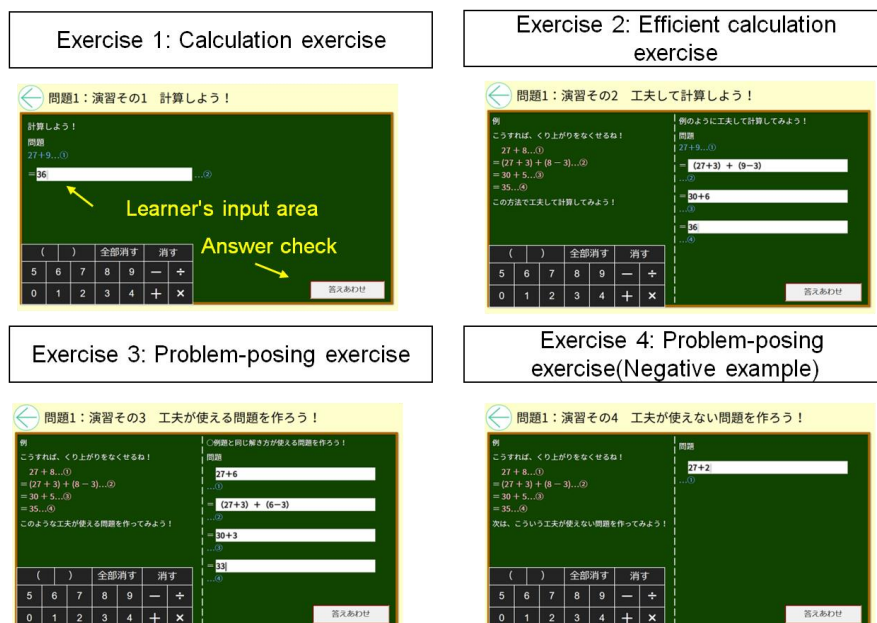 Exercise 1: Calculation exercise
問題1：演習その1　計算しよう！
計算しよう！
問題
27+9…①
=36
…②
Learner's input area
Answer check
( ) 全部消す 消す
5 6 7 8 9 － ÷
0 1 2 3 4 ＋ ×
答えあわせ
Exercise 2: Efficient calculation
exercise
問題1：演習その2　工夫して計算しよう！
例
こうすれば、くり上がりをなくせるね！
27 + 8…①
= (27 + 3) + (8 − 3)…②
= 30 + 5…③
= 35…④
この方法で工夫して計算してみよう！
例のように工夫して計算してみよう！
問題
27+9…①
= （27+3）+（9−3）
…②
= 30+6
…③
= 36
…④
( ) 全部消す 消す
5 6 7 8 9 － ÷
0 1 2 3 4 ＋ ×
答えあわせ
Exercise 3: Problem-posing exercise
問題1：演習その3　工夫が使える問題を作ろう！
例
こうすれば、くり上がりをなくせるね！
27 + 8…①
= (27 + 3) + (8 − 3)…②
= 30 + 5…③
= 35…④
このような工夫が使える問題を作ってみよう！
○例題と同じ解き方が使える問題を作ろう！
問題
27+6
…①
= （27+3）+（6−3）
…②
= 30+3
…③
= 33
…④
( ) 全部消す 消す
5 6 7 8 9 － ÷
0 1 2 3 4 ＋ ×
答えあわせ
Exercise 4: Problem-posing
exercise(Negative example)
問題1：演習その4　工夫が使えない問題を作ろう！
例
こうすれば、くり上がりをなくせるね！
27 + 8…①
= (27 + 3) + (8 − 3)…②
= 30 + 5…③
= 35…④
次は、こういう工夫が使えない問題を作ってみよう！
問題
27+2
…①
( ) 全部消す 消す
5 6 7 8 9 － ÷
0 1 2 3 4 ＋ ×
答えあわせ